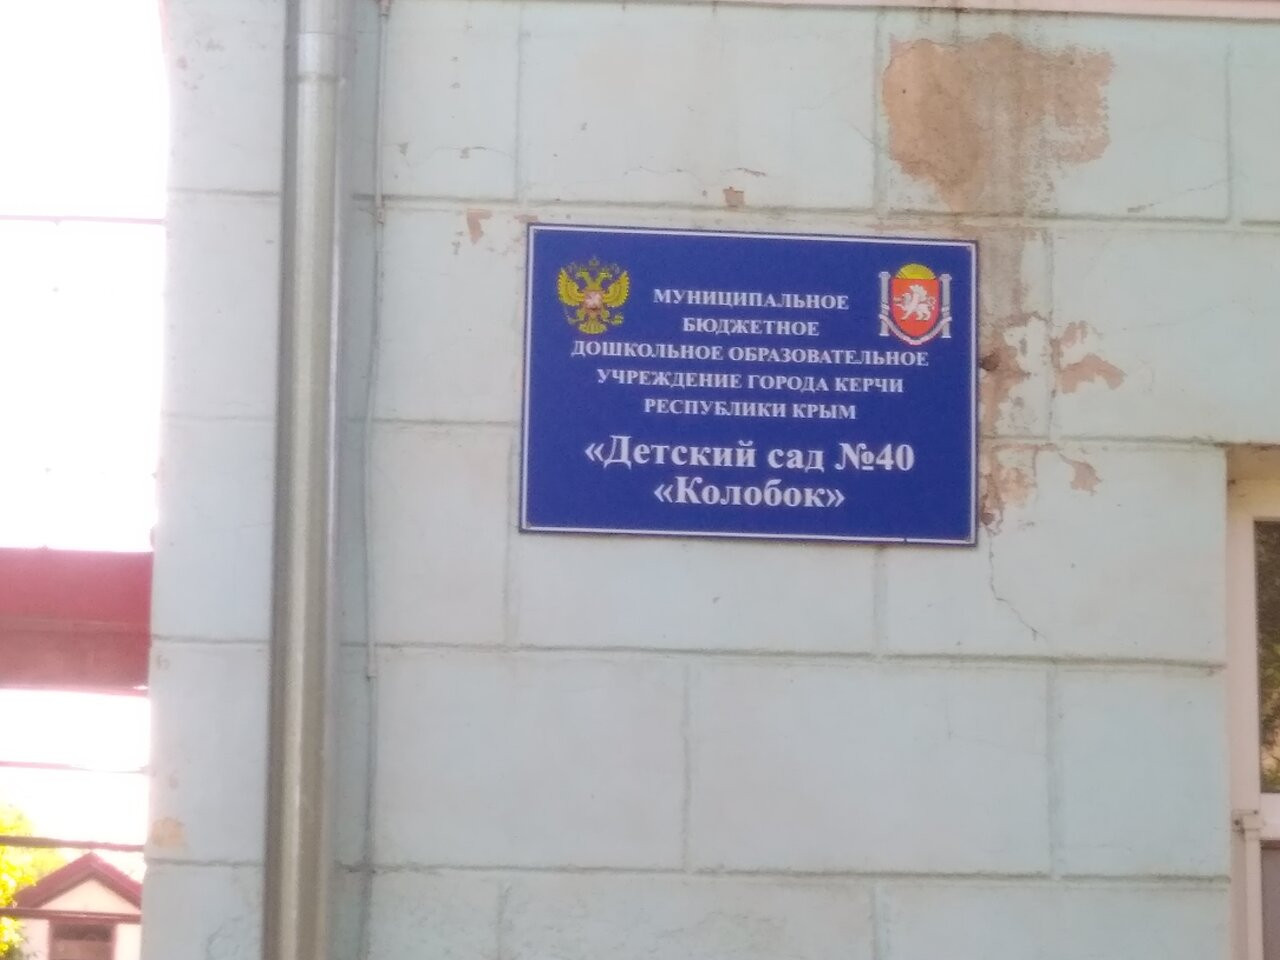 МУНИЦИПАЛЬНОЕ
БЮДЖЕТНОЕ
ДОШКОЛЬНОЕ ОБРАЗОВАТЕЛЬНОЕ
УЧРЕЖДЕНИЕ ГОРОДА КЕРЧИ
РЕСПУБЛИКИ КРЫМ
«Детский сад №40
«Колобок»